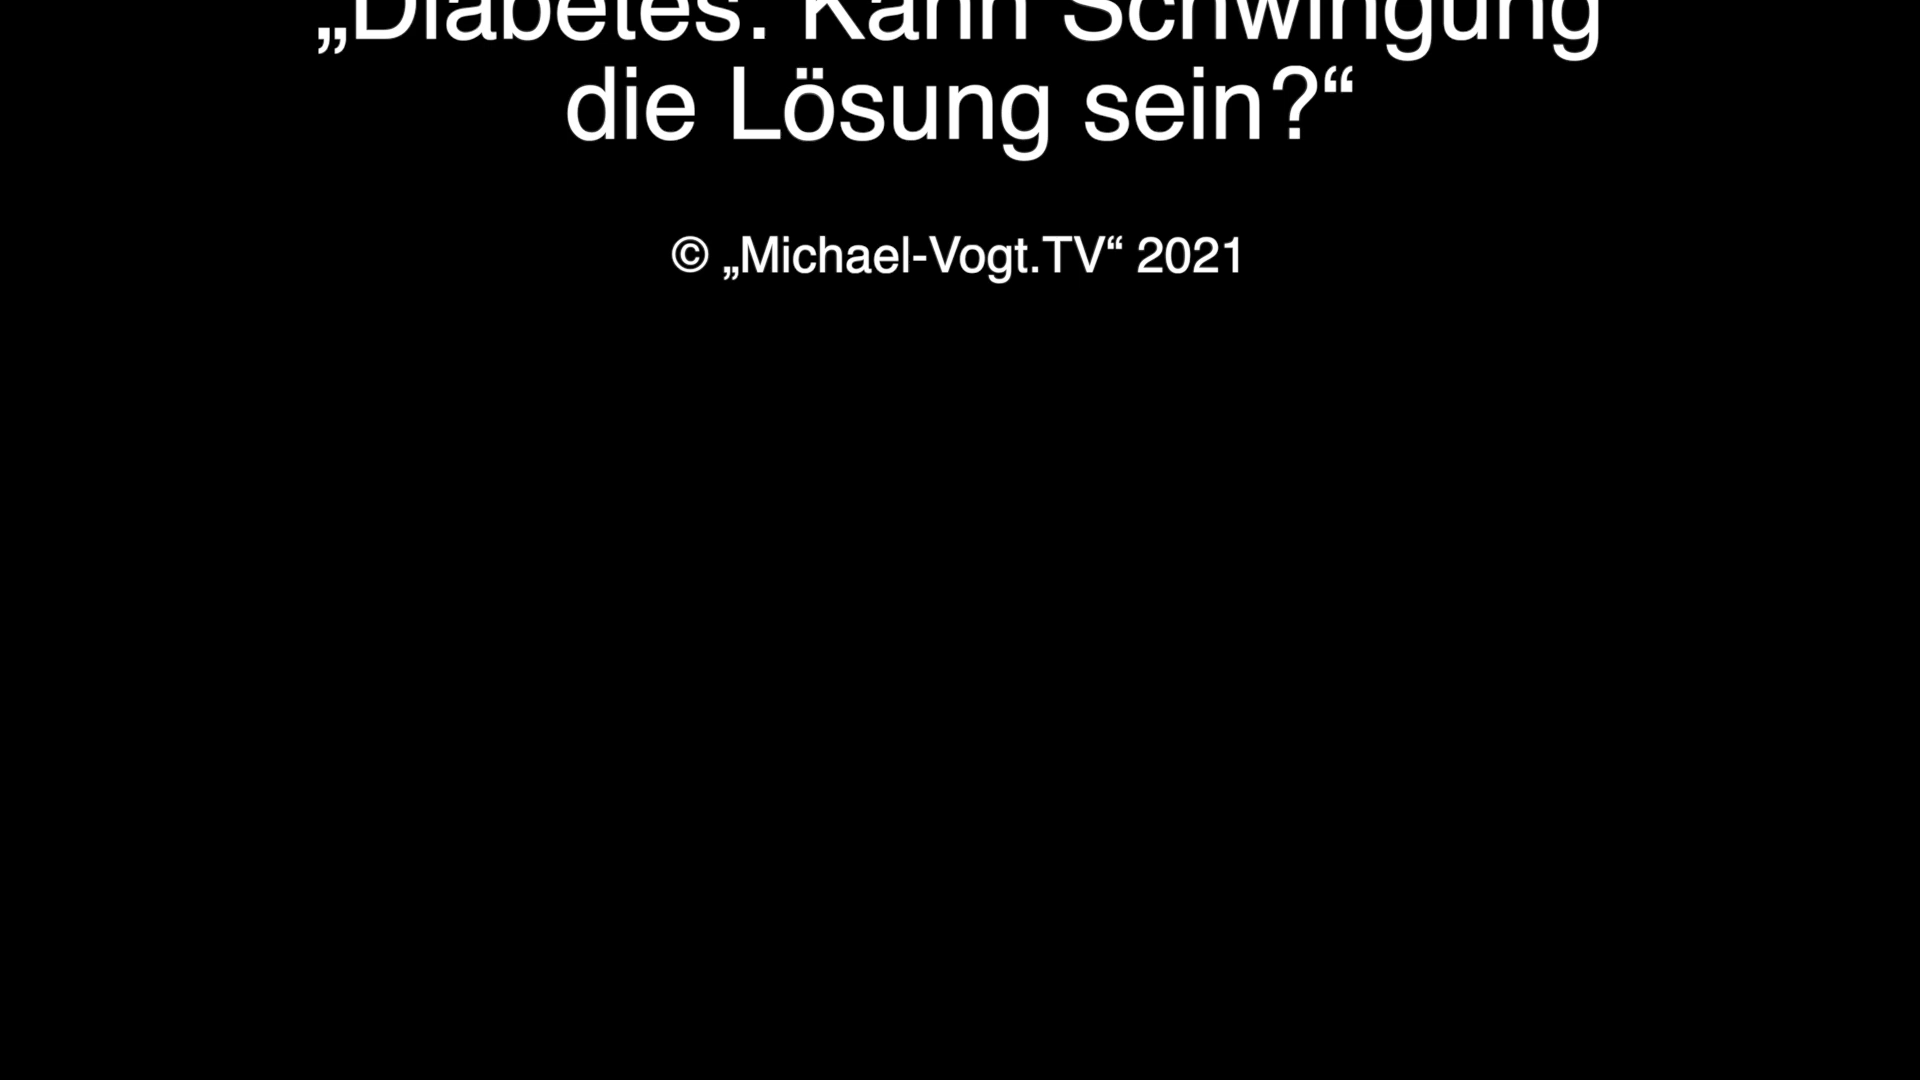 „Diabetes: Kann Schwingung
die Lösung sein?“
© „Michael-Vogt.TV“ 2021